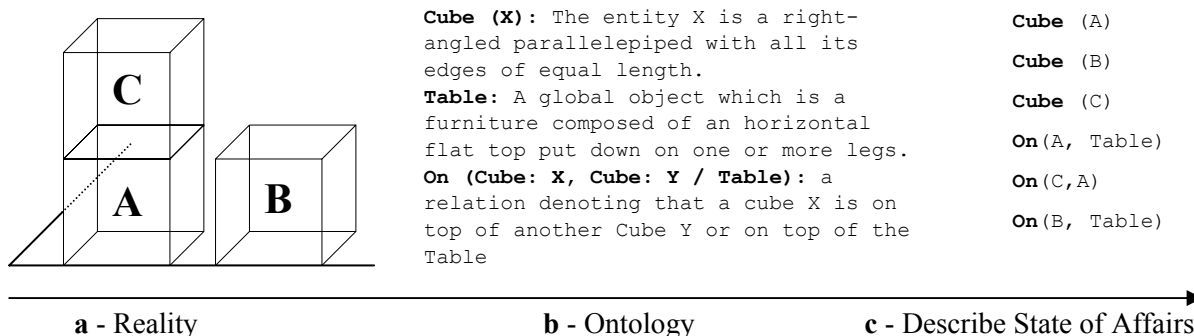 C
A
B
Cube (X): The entity X is a right-
angled parallelepiped with all its
edges of equal length.
Table: A global object which is a
furniture composed of an horizontal
flat top put down on one or more legs.
On (Cube: X, Cube: Y / Table): a
relation denoting that a cube X is on
top of another Cube Y or on top of the
Table
Cube (A)
Cube (B)
Cube (C)
On(A, Table)
On(C,A)
On(B, Table)
a - Reality
b - Ontology
c - Describe State of Affairs